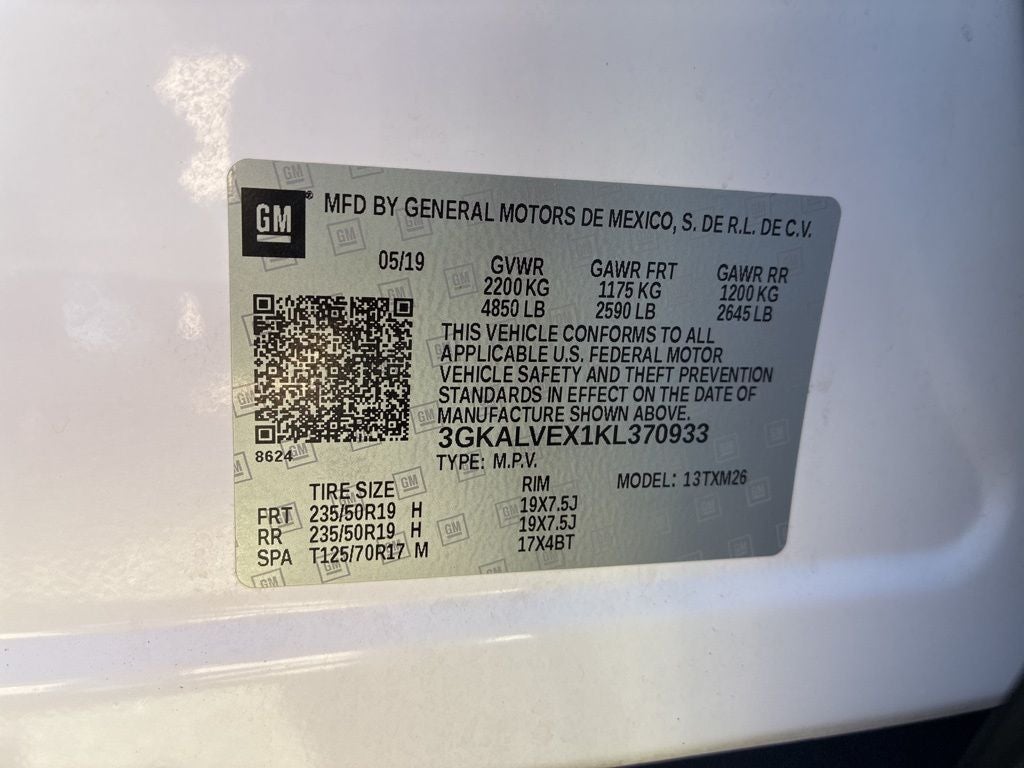 GM ® MFD BY GENERAL MOTORS DE MEXICO, S. DE R.L. DE C.V.
05/19 GVWR GAWR FRT GAWR RR
2200 KG 1175 KG 1200 KG
4850 LB 2590 LB 2645 LB
THIS VEHICLE CONFORMS TO ALL
APPLICABLE U.S. FEDERAL MOTOR
VEHICLE SAFETY AND THEFT PREVENTION
STANDARDS IN EFFECT ON THE DATE OF
MANUFACTURE SHOWN ABOVE.
3GKALVEX1KL370933
8624 TYPE: M.P.V. MODEL: 13TXM26
TIRE SIZE RIM
FRT 235/50R19 H 19X7.5J
RR 235/50R19 H 19X7.5J
SPA T125/70R17 M 17X4BT